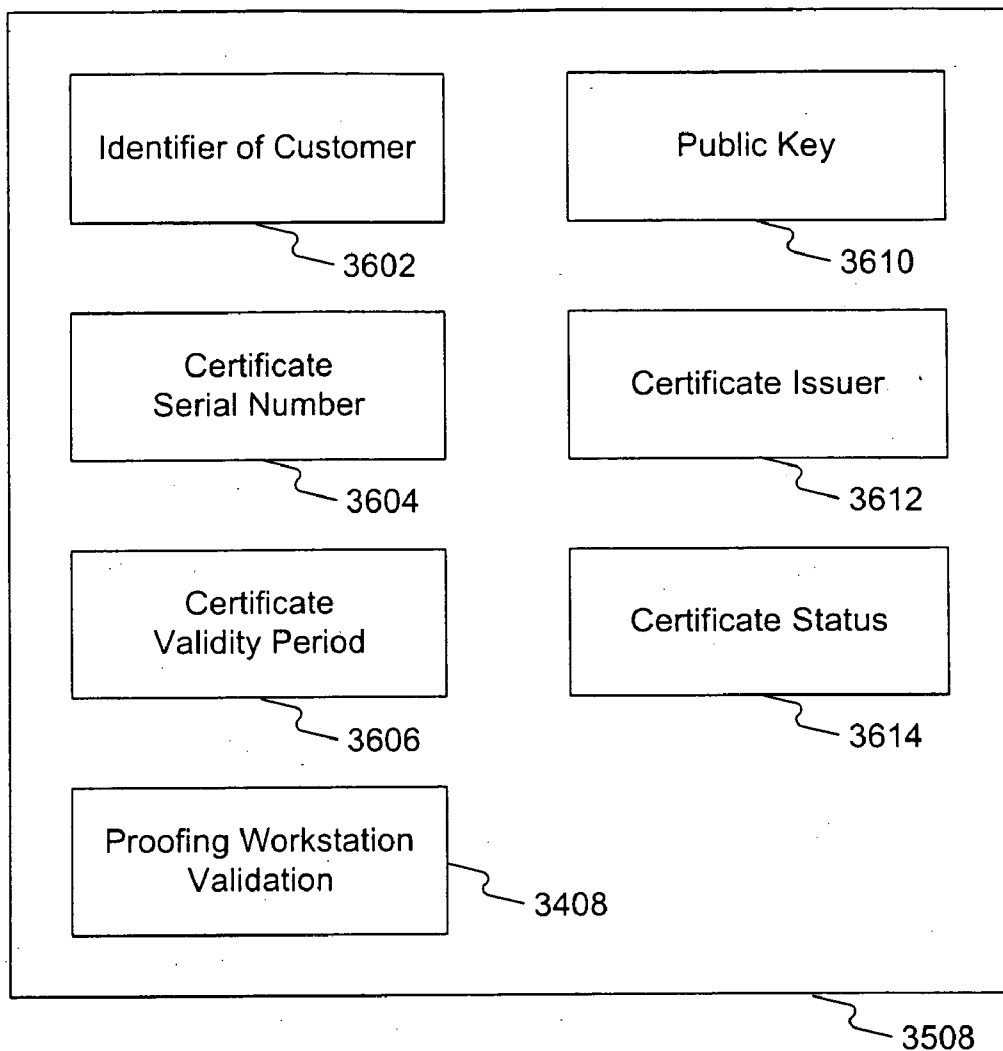 Identifier of Customer
3602
Public Key
3610
Certificate
Serial Number
3604
Certificate Issuer
3612
Certificate
Validity Period
3606
Certificate Status
3614
Proofing Workstation
Validation
3408
3508